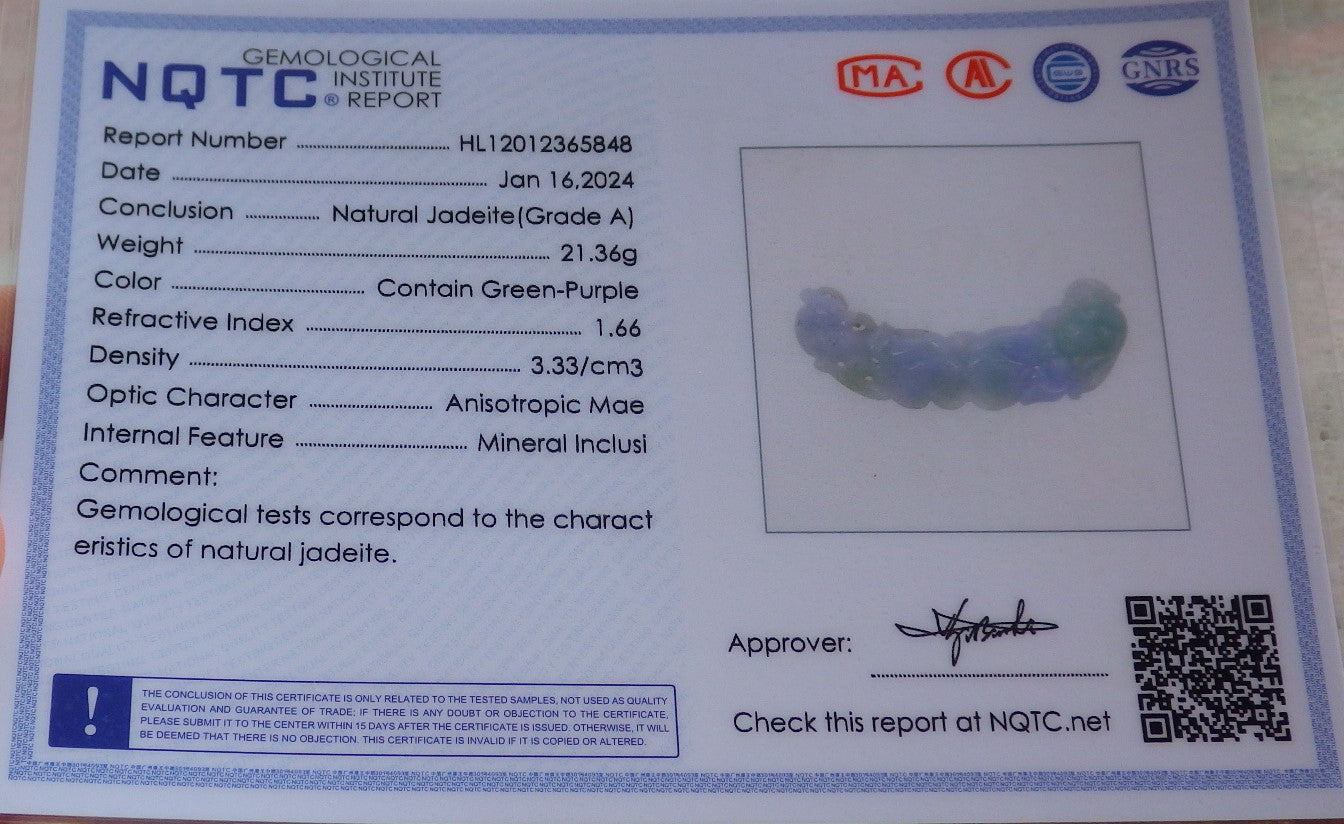 NQTC® GEMOLOGICAL INSTITUTE REPORT
MA
GNRS
Report Number HL12012365848
Date Jan 16,2024
Conclusion Natural Jadeite(Grade A)
Weight 21.36g
Color Contain Green-Purple
Refractive Index 1.66
Density 3.33/cm3
Optic Character Anisotropic Mae
Internal Feature Mineral Inclusi
Comment:
Gemological tests correspond to the charact
eristics of natural jadeite.
! THE CONCLUSION OF THIS CERTIFICATE IS ONLY RELATED TO THE TESTED SAMPLES, NOT USED AS QUALITY
EVALUATION AND GUARANTEE OF TRADE; IF THERE IS ANY DOUBT OR OBJECTION TO THE CERTIFICATE,
PLEASE SUBMIT IT TO THE CENTER WITHIN 15 DAYS AFTER THE CERTIFICATE IS ISSUED. OTHERWISE, IT WILL
BE DEEMED THAT THERE IS NO OBJECTION. THIS CERTIFICATE IS INVALID IF IT IS COPIED OR ALTERED.
Approver:
Check this report at NQTC.net